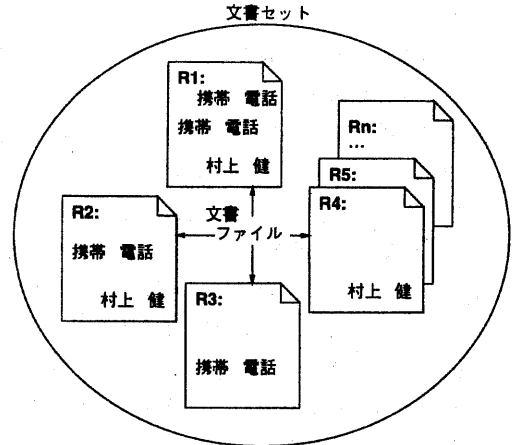 文書セット
R1:
携帯 電話
携帯 電話
村上 健
R2:
携帯 電話
村上 健
文書
ファイル
R3:
携帯 電話
Rn:
…
R5:
R4:
村上 健